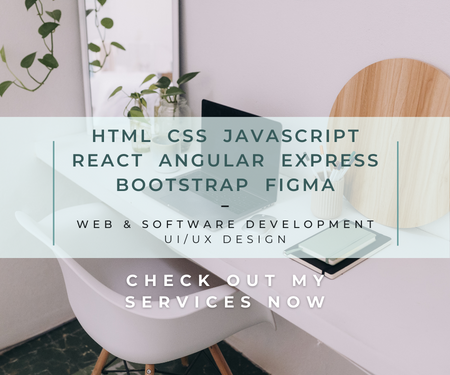 HTML CSS JAVASCRIPT
REACT ANGULAR EXPRESS
BOOTSTRAP FIGMA
–
WEB & SOFTWARE DEVELOPMENT
UI/UX DESIGN
CHECK OUT MY
SERVICES NOW